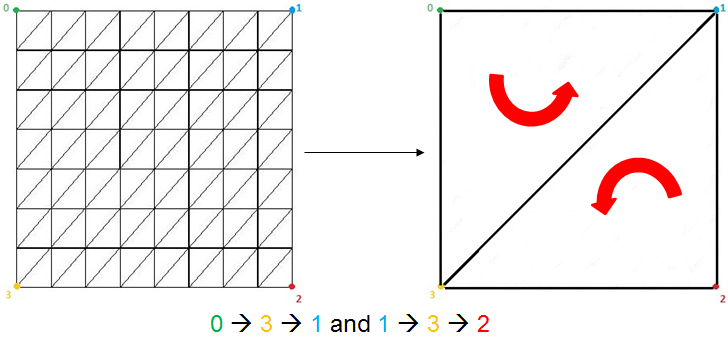 0 1 0 1
3 2 3 2
0 → 3 → 1 and 1 → 3 → 2